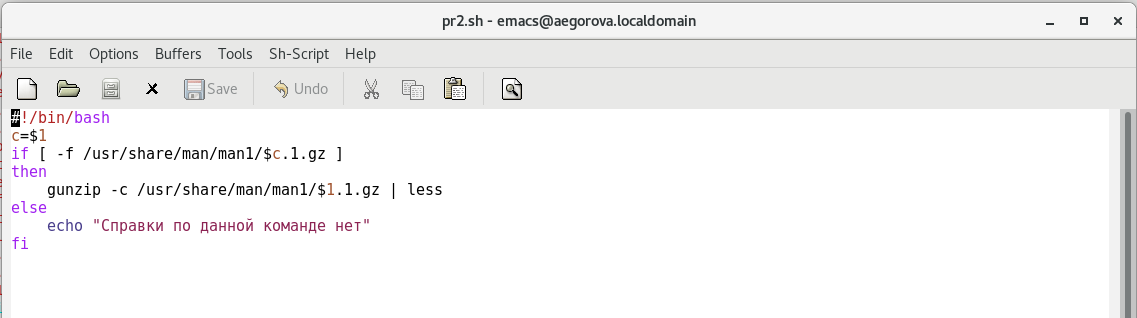 pr2.sh - emacs@aegorova.localdomain
File Edit Options Buffers Tools Sh-Script Help
Save Undo
#!/bin/bash
c=$1
if [ -f /usr/share/man/man1/$c.1.gz ]
then
    gunzip -c /usr/share/man/man1/$1.1.gz | less
else
    echo "Справки по данной команде нет"
fi